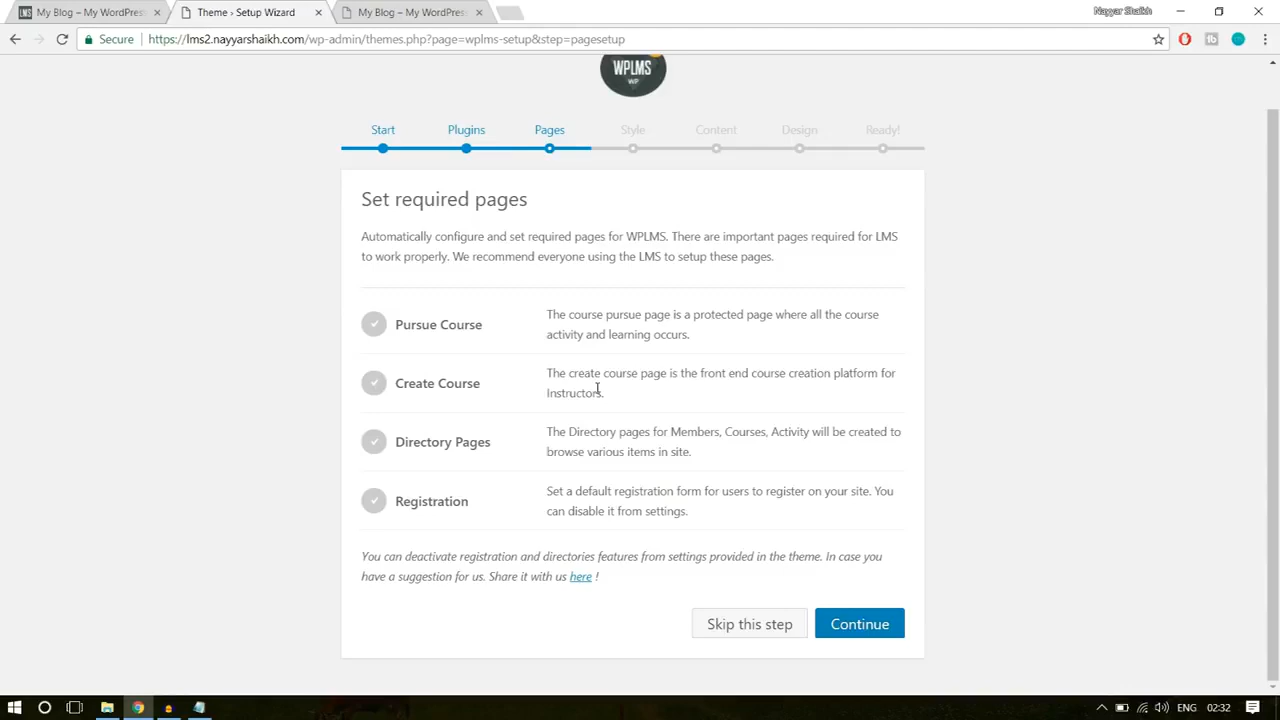 My Blog – My WordPres
Theme › Setup Wizard
My Blog – My WordPres
Nayyar Shaikh
Secure
https://lms2.nayyarshaikh.com/wp-admin/themes.php?page=wplms-setup&step=pagesetup
WPLMS
WP
Start
Plugins
Pages
Style
Content
Design
Ready!
Set required pages
Automatically configure and set required pages for WPLMS. There are important pages required for LMS
to work properly. We recommend everyone using the LMS to setup these pages.
Pursue Course
The course pursue page is a protected page where all the course
activity and learning occurs.
Create Course
The create course page is the front end course creation platform for
Instructors.
Directory Pages
The Directory pages for Members, Courses, Activity will be created to
browse various items in site.
Registration
Set a default registration form for users to register on your site. You
can disable it from settings.
You can deactivate registration and directories features from settings provided in the theme. In case you
have a suggestion for us. Share it with us here !
Skip this step
Continue
ENG
02:32